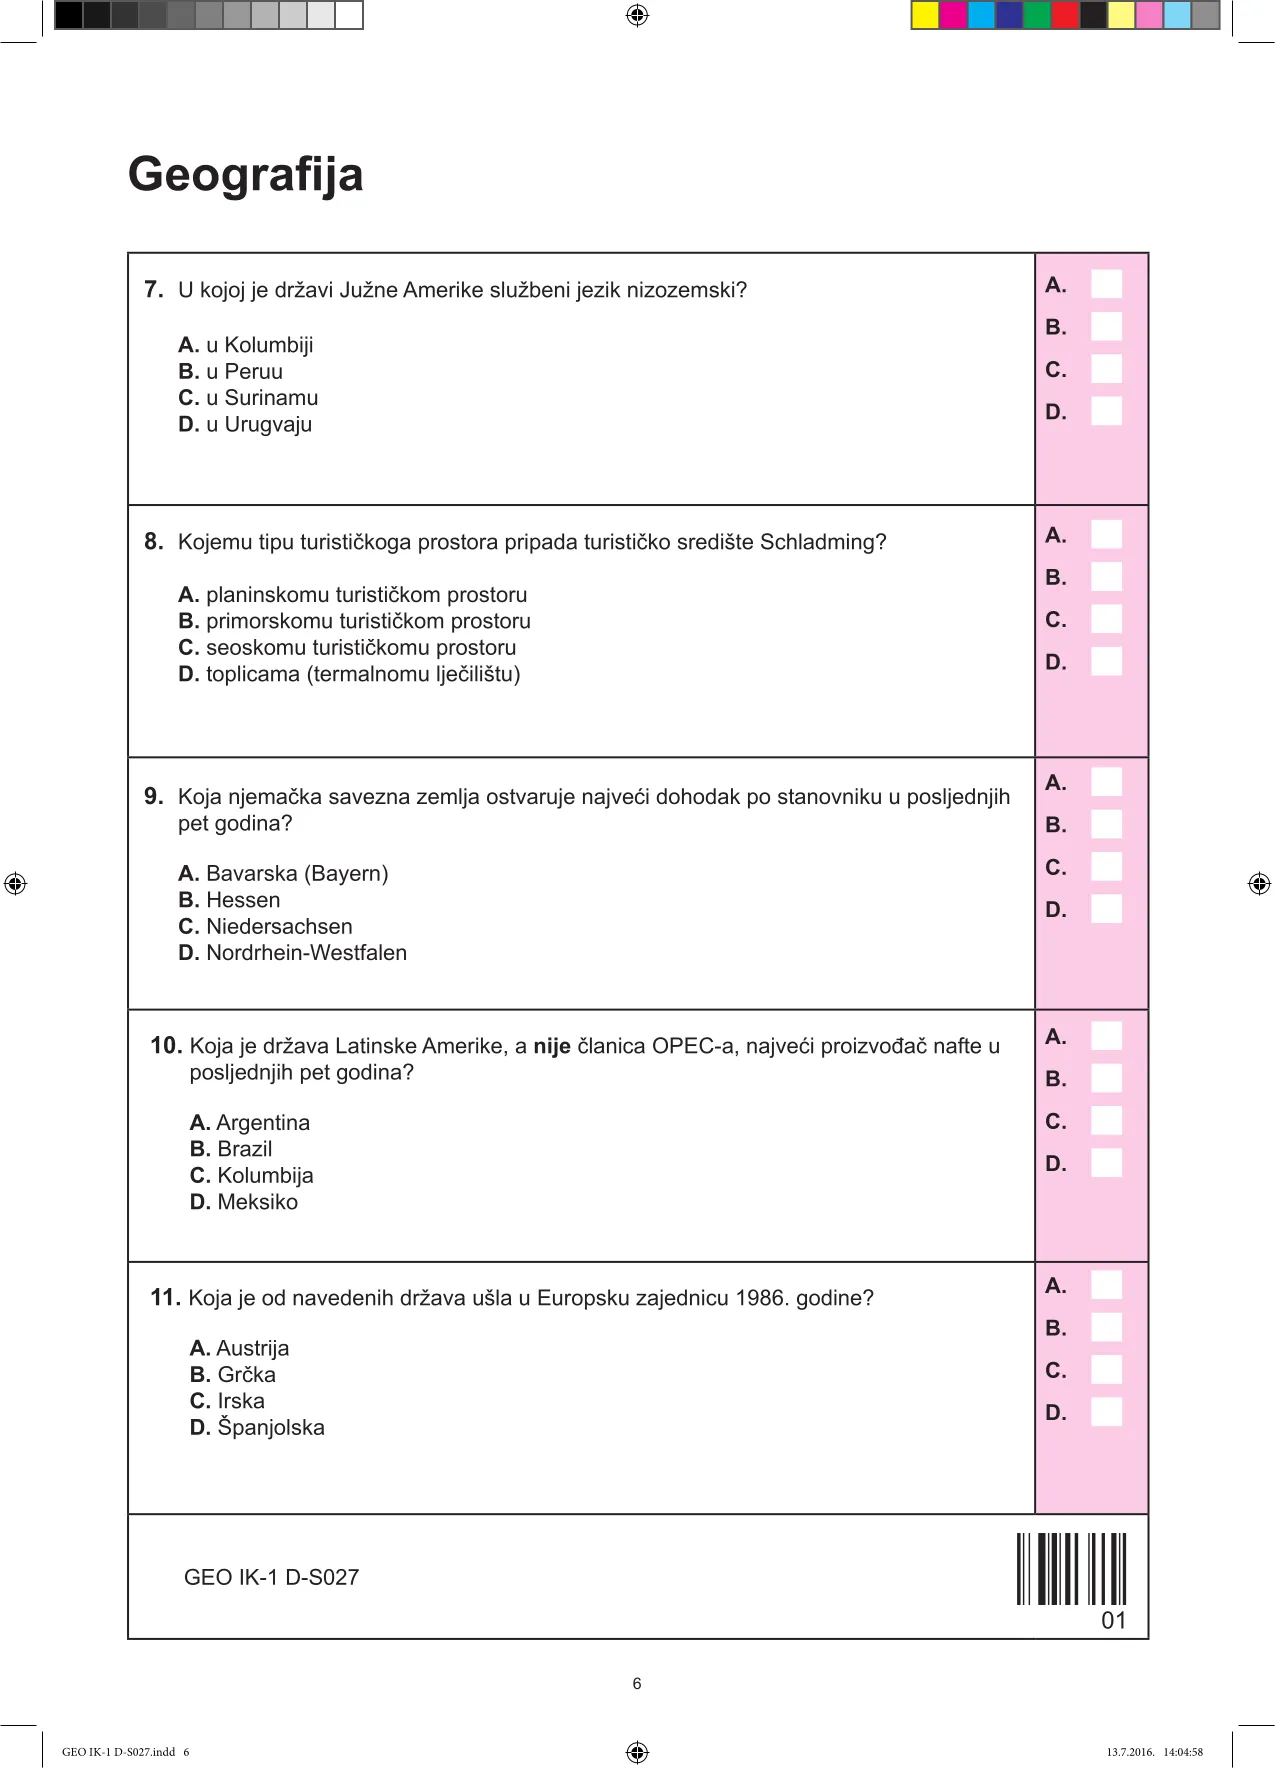 Geografija
7. U kojoj je državi Južne Amerike službeni jezik nizozemski?
A. u Kolumbiji
B. u Peruu
C. u Surinamu
D. u Urugvaju
A.
B.
C.
D.
8. Kojemu tipu turističkoga prostora pripada turističko središte Schladming?
A. planinskomu turističkom prostoru
B. primorskomu turističkom prostoru
C. seoskomu turističkomu prostoru
D. toplicama (termalnomu lječilištu)
A.
B.
C.
D.
9. Koja njemačka savezna zemlja ostvaruje najveći dohodak po stanovniku u posljednjih
pet godina?
A. Bavarska (Bayern)
B. Hessen
C. Niedersachsen
D. Nordrhein-Westfalen
A.
B.
C.
D.
10. Koja je država Latinske Amerike, a nije članica OPEC-a, najveći proizvođač nafte u
posljednjih pet godina?
A. Argentina
B. Brazil
C. Kolumbija
D. Meksiko
A.
B.
C.
D.
11. Koja je od navedenih država ušla u Europsku zajednicu 1986. godine?
A. Austrija
B. Grčka
C. Irska
D. Španjolska
A.
B.
C.
D.
GEO IK-1 D-S027
01
6
GEO IK-1 D-S027.indd 6
13.7.2016. 14:04:58